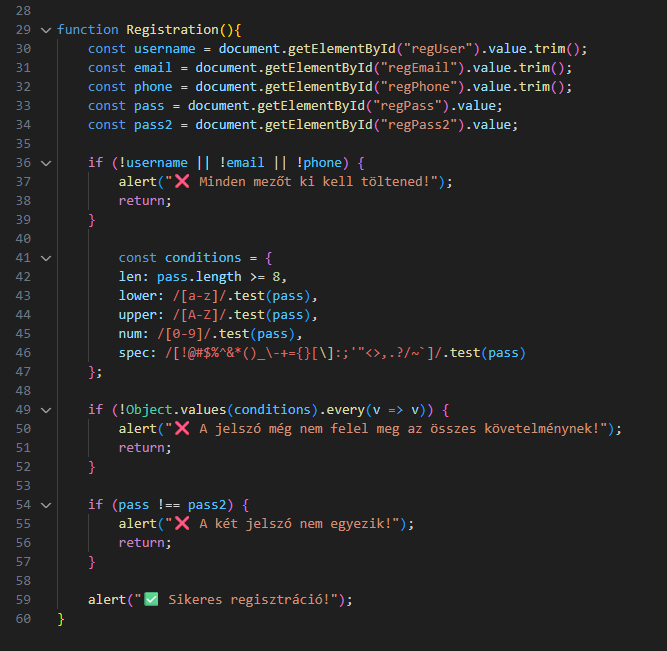 28
29 function Registration(){
30     const username = document.getElementById("regUser").value.trim();
31     const email = document.getElementById("regEmail").value.trim();
32     const phone = document.getElementById("regPhone").value.trim();
33     const pass = document.getElementById("regPass").value;
34     const pass2 = document.getElementById("regPass2").value;
35
36     if (!username || !email || !phone) {
37         alert("❌ Minden mezőt ki kell töltened!");
38         return;
39     }
40
41         const conditions = {
42         len: pass.length >= 8,
43         lower: /[a-z]/.test(pass),
44         upper: /[A-Z]/.test(pass),
45         num: /[0-9]/.test(pass),
46         spec: /[!@#$%^&*()_\-+={}[\]:;'"<>,.?/~`]/.test(pass)
47     };
48
49     if (!Object.values(conditions).every(v => v)) {
50         alert("❌ A jelszó még nem felel meg az összes követelménynek!");
51         return;
52     }
53
54     if (pass !== pass2) {
55         alert("❌ A két jelszó nem egyezik!");
56         return;
57     }
58
59     alert("✅ Sikeres regisztráció!");
60 }